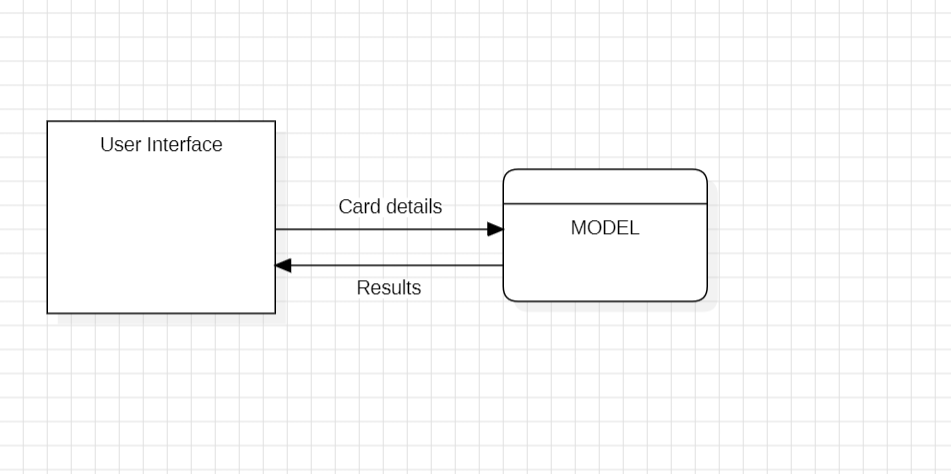 User Interface
Card details
MODEL
Results